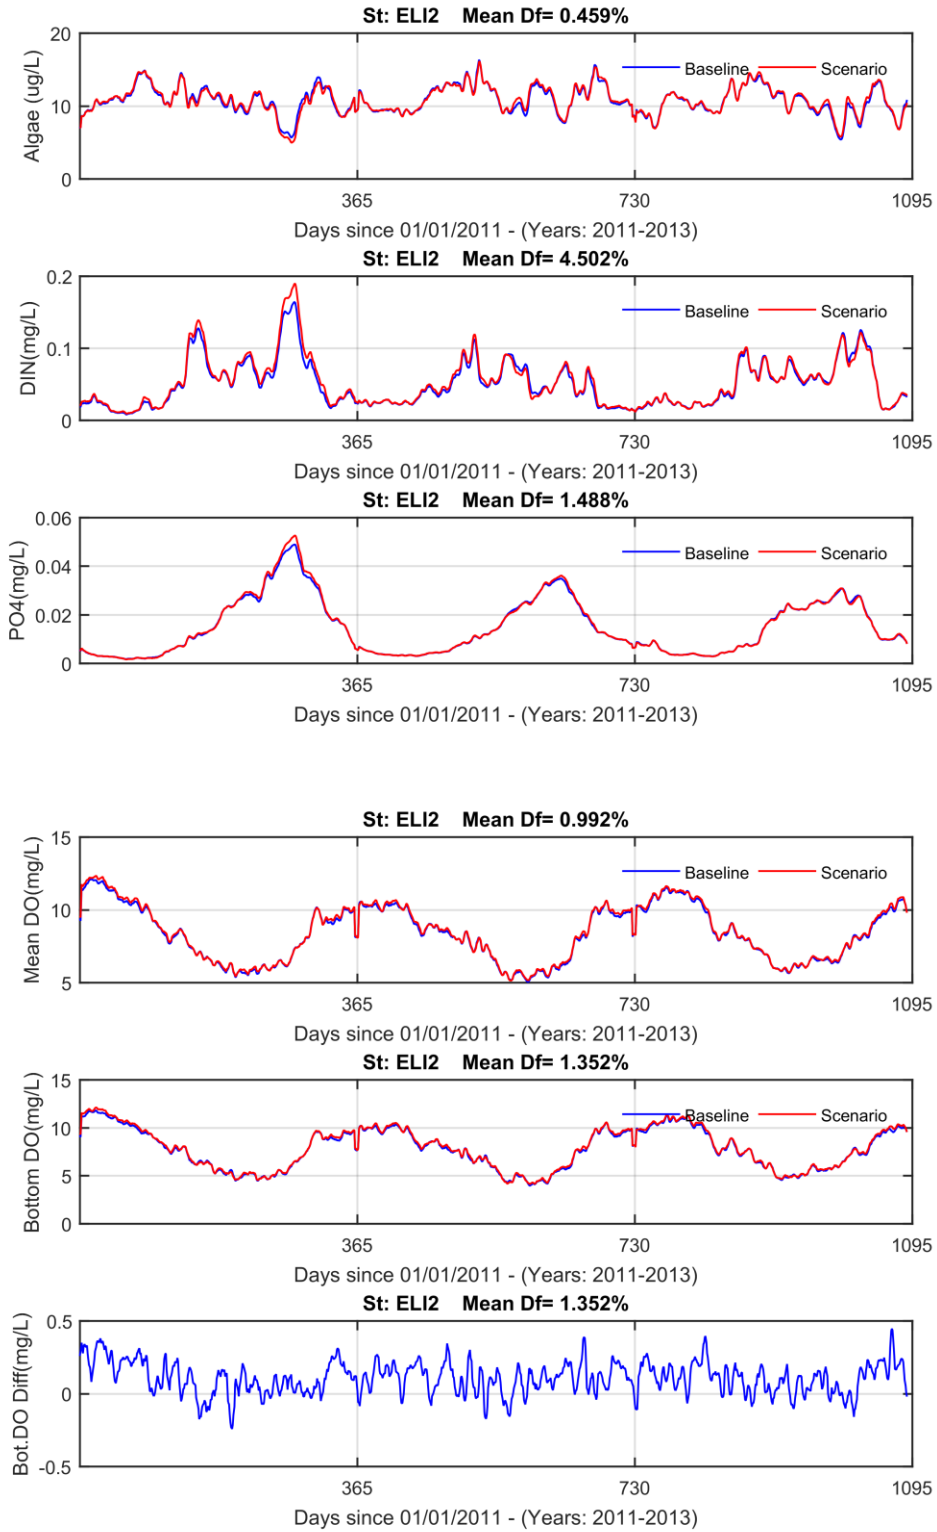 St: ELI2 Mean Df= 0.459%
Algae (ug/L)
20
10
0
Baseline Scenario
365 730 1095
Days since 01/01/2011 - (Years: 2011-2013)
St: ELI2 Mean Df= 4.502%
DIN(mg/L)
0.2
0.1
0
Baseline Scenario
365 730 1095
Days since 01/01/2011 - (Years: 2011-2013)
St: ELI2 Mean Df= 1.488%
PO4(mg/L)
0.06
0.04
0.02
0
Baseline Scenario
365 730 1095
Days since 01/01/2011 - (Years: 2011-2013)
St: ELI2 Mean Df= 0.992%
Mean DO(mg/L)
15
10
5
Baseline Scenario
365 730 1095
Days since 01/01/2011 - (Years: 2011-2013)
St: ELI2 Mean Df= 1.352%
Bottom DO(mg/L)
15
10
5
0
Baseline Scenario
365 730 1095
Days since 01/01/2011 - (Years: 2011-2013)
St: ELI2 Mean Df= 1.352%
Bot.DO Diff(mg/L)
0.5
0
-0.5
365 730 1095
Days since 01/01/2011 - (Years: 2011-2013)